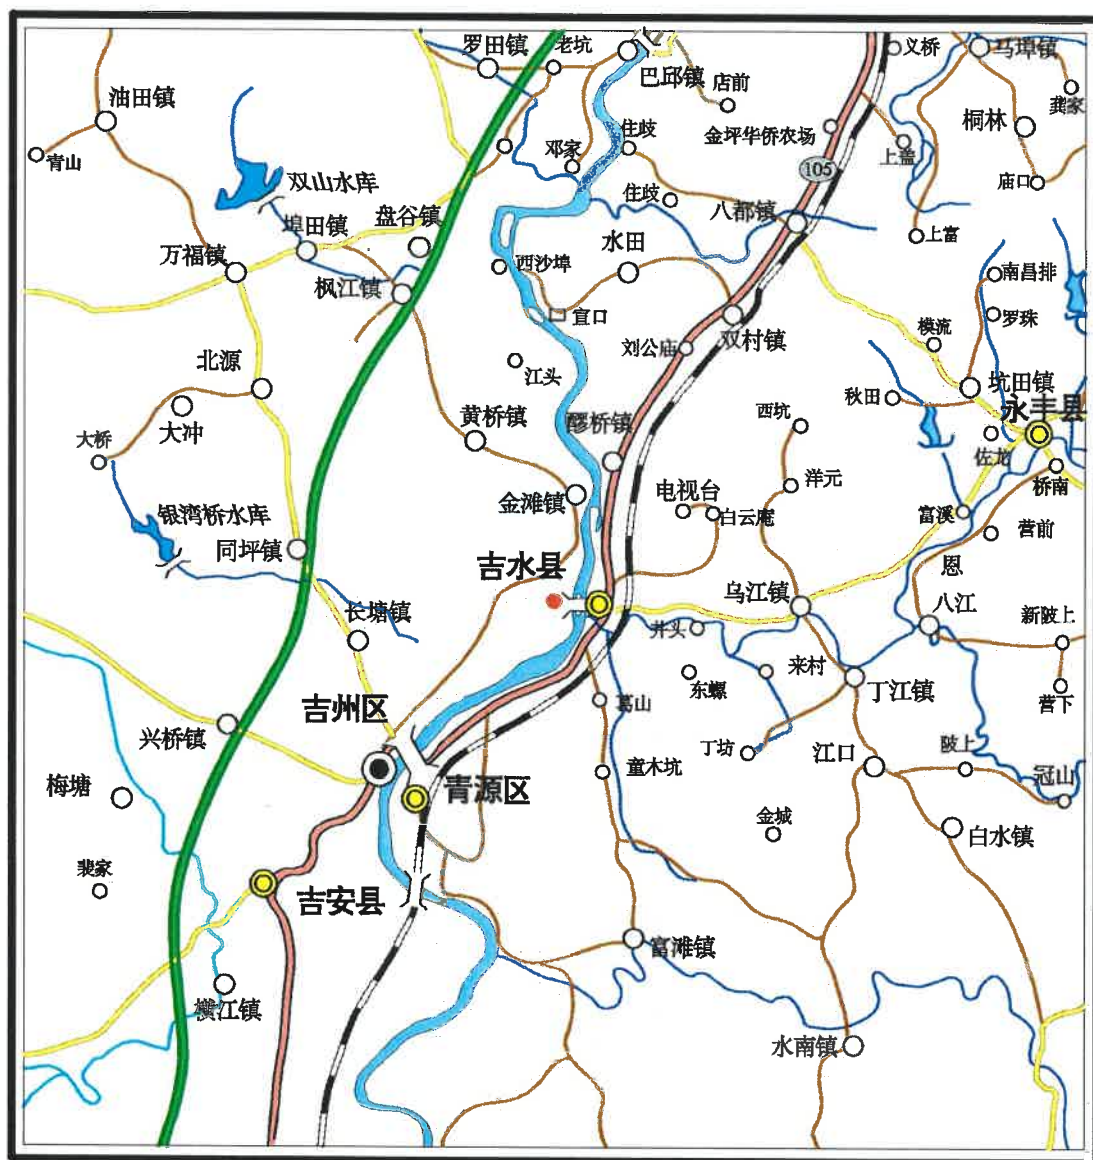 罗田镇
老坑
巴邱镇
店前
义桥
马埠镇
龚家
油田镇
青山
邓家
住歧
金坪华侨农场
桐林
上盖
105
庙口
双山水库
住歧
埠田镇
盘谷镇
八都镇
上富
万福镇
水田
西沙埠
南昌排
枫江镇
宜口
罗珠
模流
刘公庙
双村镇
北源
江头
坑田镇
秋田
永丰县
大冲
黄桥镇
西坑
醪桥镇
大桥
佐龙
桥南
银湾桥水库
金滩镇
电视台
洋元
白云庵
富溪
营前
同坪镇
吉水县
恩
乌江镇
八江
长塘镇
井头
新陂上
来村
东螺
丁江镇
吉州区
葛山
营下
兴桥镇
丁坊
江口
陂上
梅塘
青源区
童木坑
冠山
金城
白水镇
裴家
吉安县
富滩镇
横江镇
水南镇